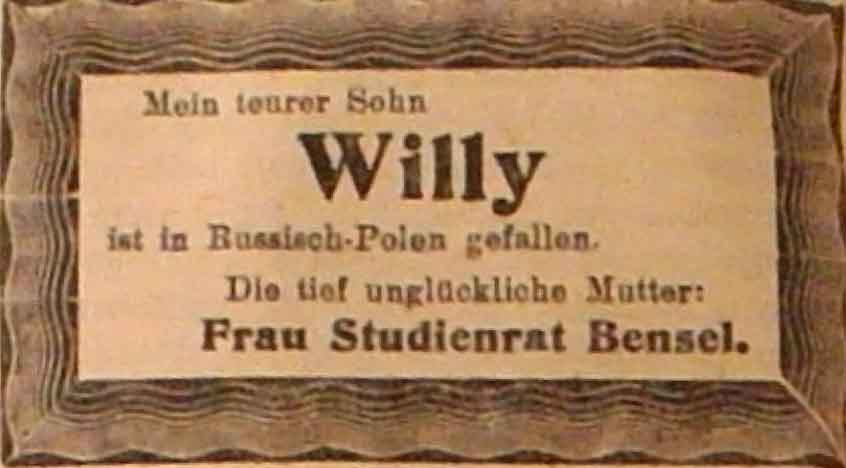 Mein teurer Sohn
Willy
ist in Russisch-Polen gefallen.
Die tief unglückliche Mutter:
Frau Studienrat Bensel.